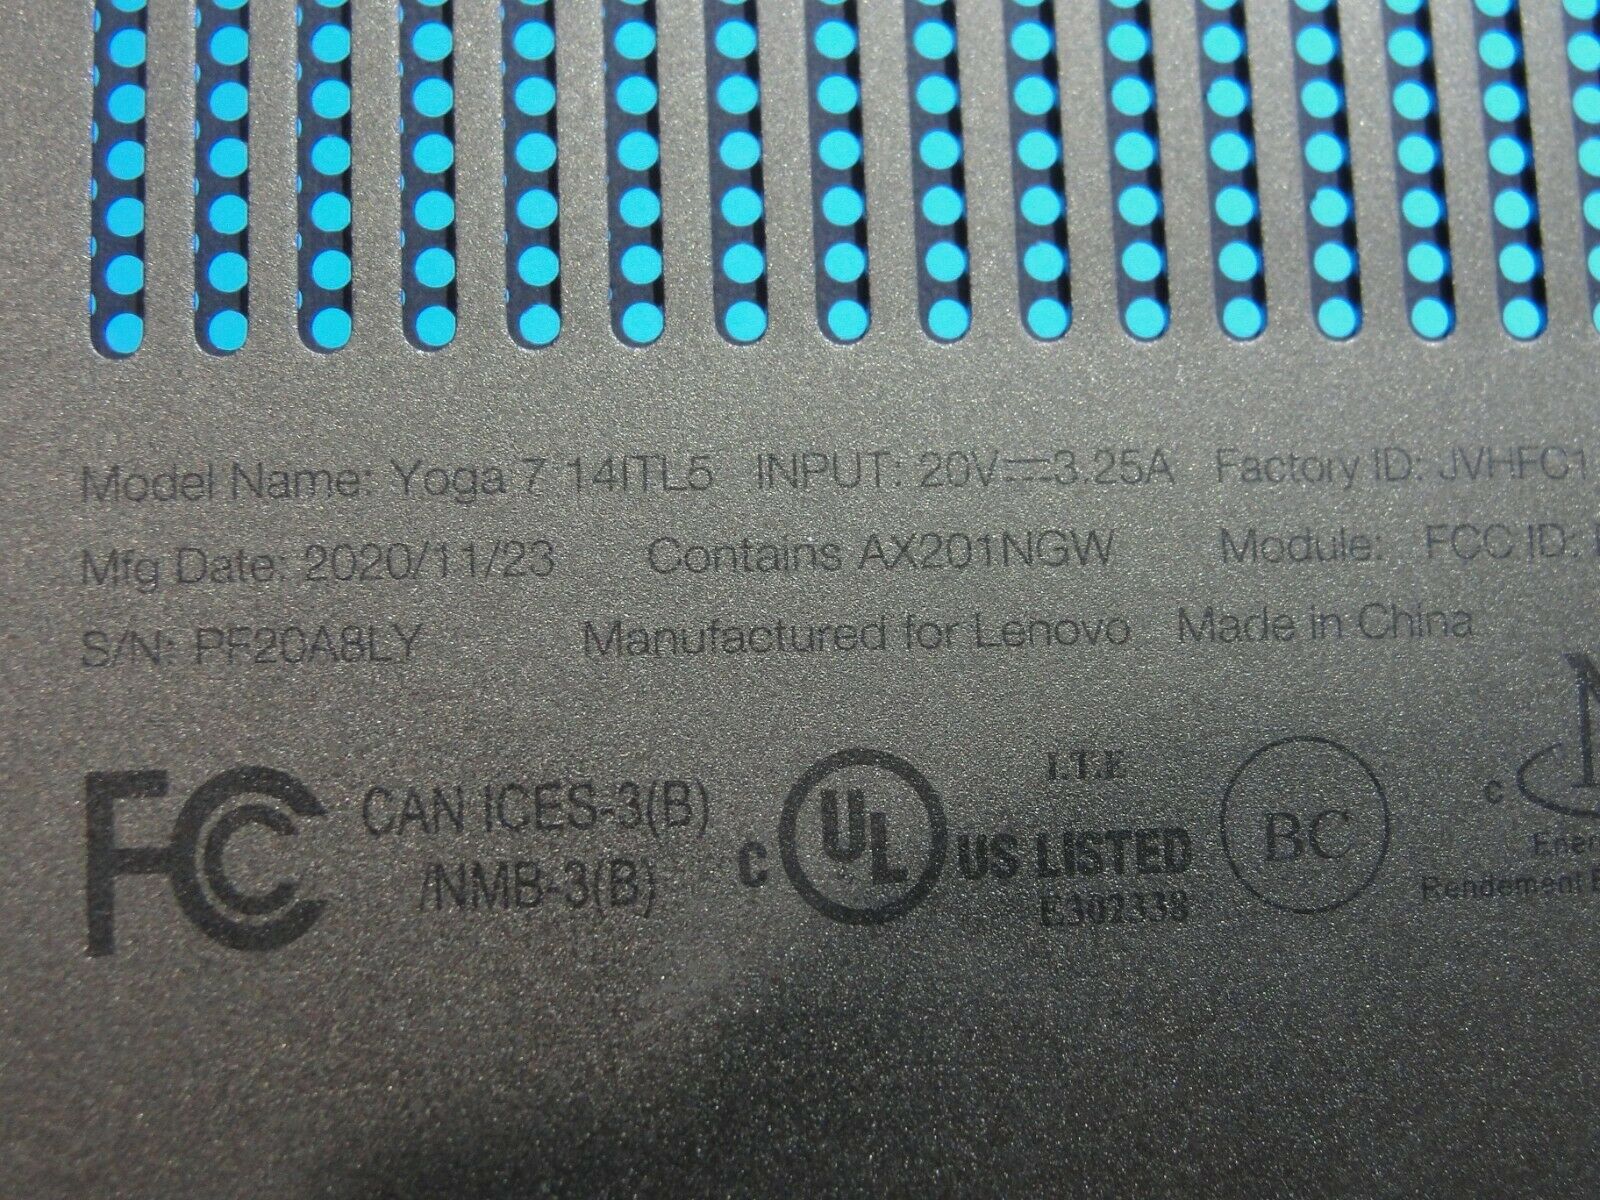 Model Name: Yoga 7 14ITL5 INPUT: 20V⎓3.25A Factory ID: JVHFC1
Mfg Date: 2020/11/23 Contains AX201NGW Module: FCC ID:
S/N: PF20A8LY Manufactured for Lenovo Made in China
FC CAN ICES-3(B)
/NMB-3(B)
c UL US LISTED
I.T.E
E302338
BC
c
Ener
Rendement